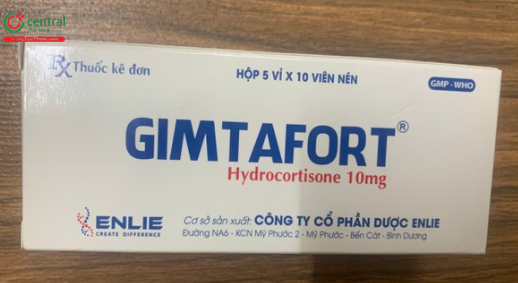 central
Rx Thuốc kê đơn
HỘP 5 VỈ X 10 VIÊN NÉN
GMP - WHO
GIMTAFORT®
Hydrocortisone 10mg
ENLIE
CREATE DIFFERENCE
Cơ sở sản xuất: CÔNG TY CỔ PHẦN DƯỢC ENLIE
Đường NA6 - KCN Mỹ Phước 2 - Mỹ Phước - Bến Cát - Bình Dương